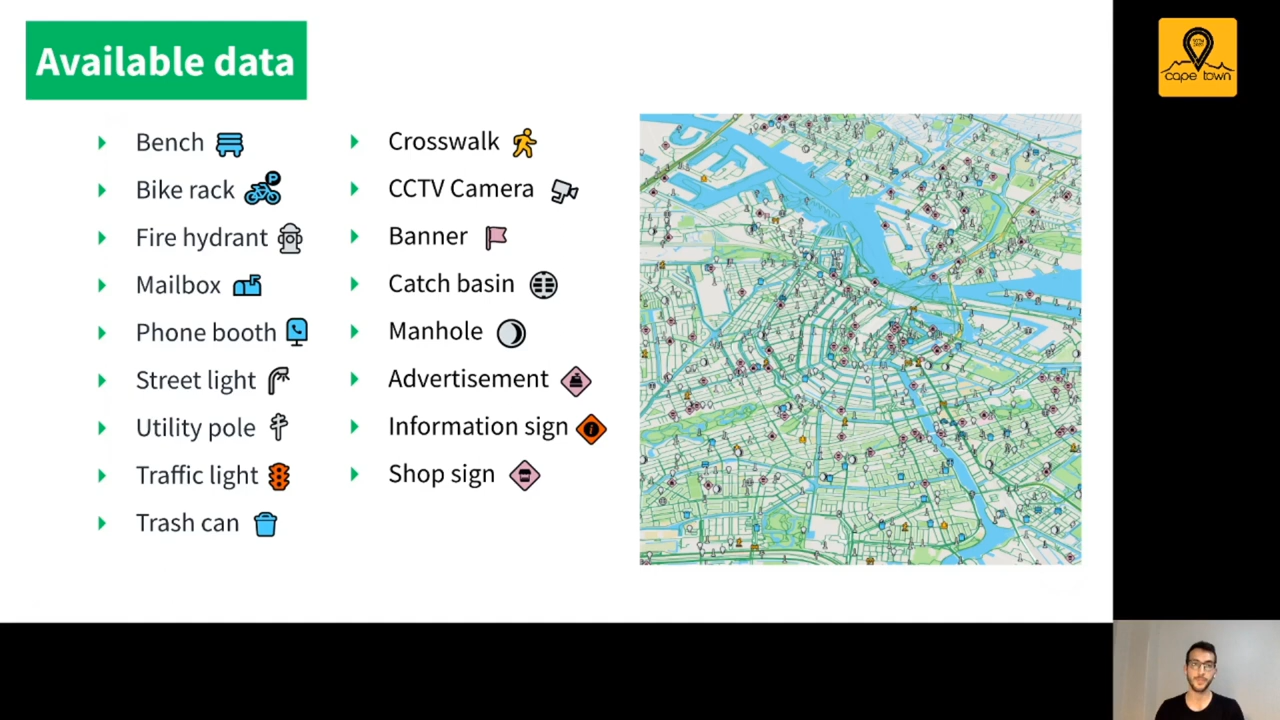 Available data
Bench
Bike rack
Fire hydrant
Mailbox
Phone booth
Street light
Utility pole
Traffic light
Trash can
Crosswalk
CCTV Camera
Banner
Catch basin
Manhole
Advertisement
Information sign
Shop sign
cape town